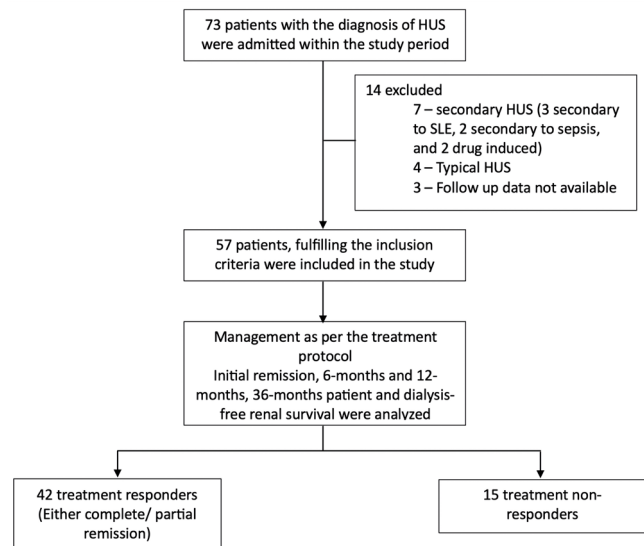 73 patients with the diagnosis of HUS
were admitted within the study period
14 excluded
7 – secondary HUS (3 secondary
to SLE, 2 secondary to sepsis,
and 2 drug induced)
4 – Typical HUS
3 – Follow up data not available
57 patients, fulfilling the inclusion
criteria were included in the study
Management as per the treatment
protocol
Initial remission, 6-months and 12-
months, 36-months patient and dialysis-
free renal survival were analyzed
42 treatment responders
(Either complete/ partial
remission)
15 treatment non-
responders